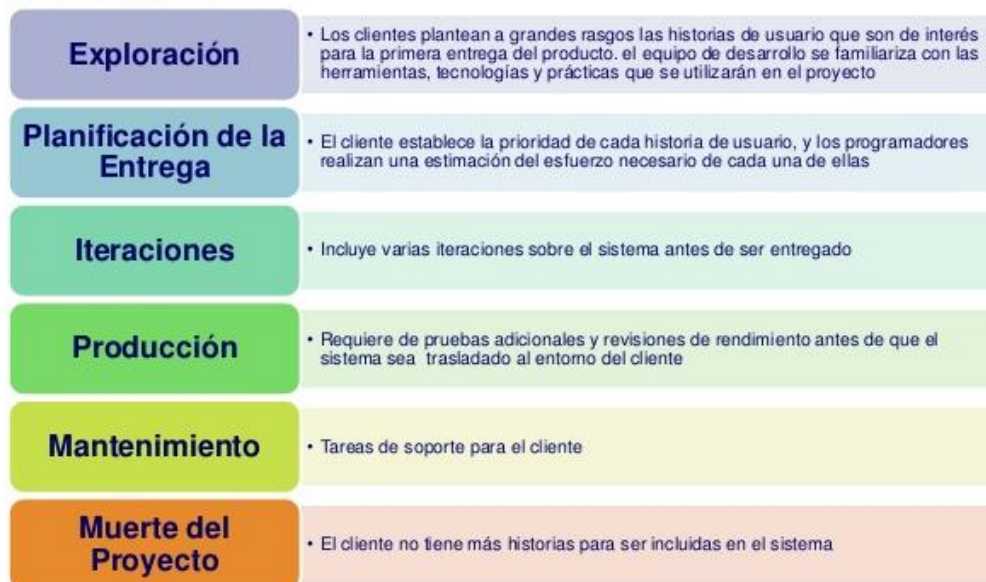 Exploración
• Los clientes plantean a grandes rasgos las historias de usuario que son de interés
para la primera entrega del producto. el equipo de desarrollo se familiariza con las
herramientas, tecnologías y prácticas que se utilizarán en el proyecto
Planificación de la
Entrega
• El cliente establece la prioridad de cada historia de usuario, y los programadores
realizan una estimación del esfuerzo necesario de cada una de ellas
Iteraciones
• Incluye varias iteraciones sobre el sistema antes de ser entregado
Producción
• Requiere de pruebas adicionales y revisiones de rendimiento antes de que el
sistema sea trasladado al entorno del cliente
Mantenimiento
• Tareas de soporte para el cliente
Muerte del
Proyecto
• El cliente no tiene más historias para ser incluidas en el sistema